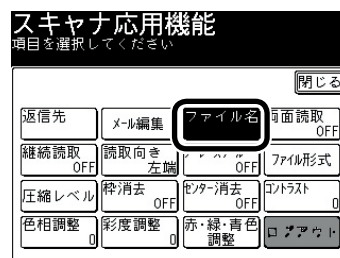 スキャナ応用機能
項目を選択してください
閉じる
返信先
メール編集
ファイル名
両面読取
OFF
継続読取
OFF
読取向き
左端
OFF
ファイル形式
圧縮レベル
枠消去
OFF
センター消去
OFF
コントラスト
0
色相調整
0
彩度調整
0
赤・緑・青色
調整